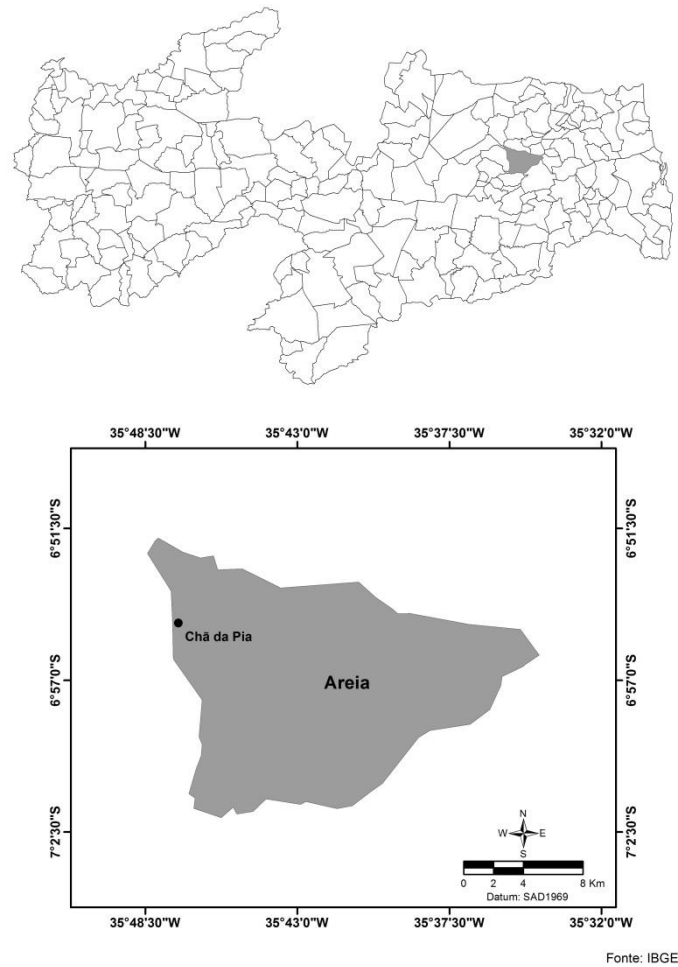 35°48'30"W 35°43'0"W 35°37'30"W 35°32'0"W
6°51'30"S 6°51'30"S
Chã da Pia
6°57'0"S 6°57'0"S
Areia
7°2'30"S 7°2'30"S
N
W E
S
0 2 4 8 Km
Datum: SAD1969
35°48'30"W 35°43'0"W 35°37'30"W 35°32'0"W
Fonte: IBGE